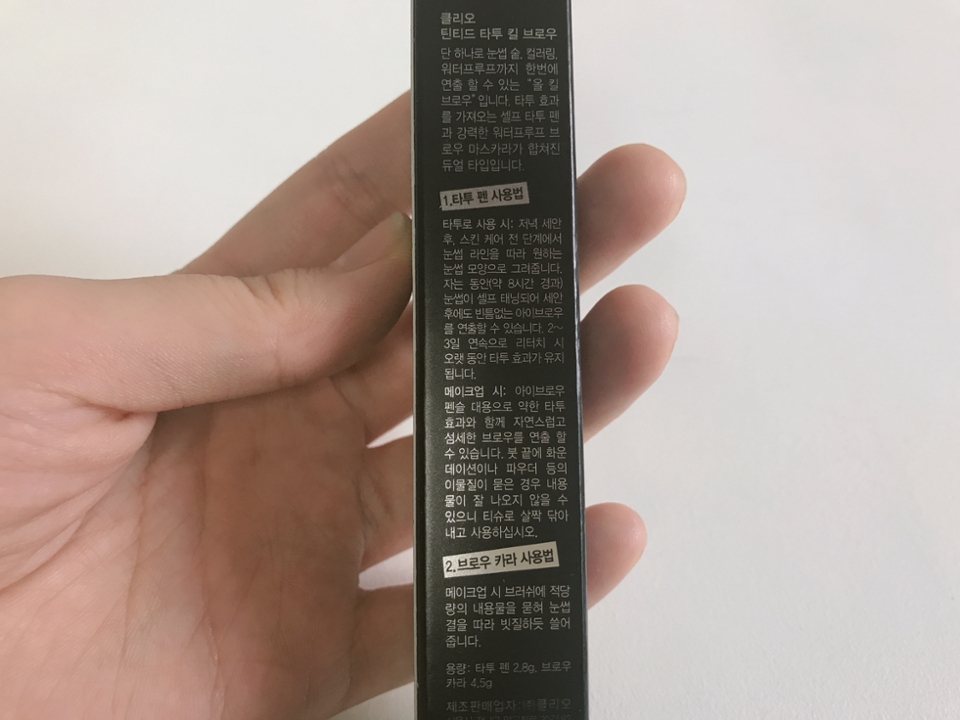 클리오
틴티드 타투 킬 브로우
단 하나로 눈썹 숱, 컬러링,
워터프루프까지 한번에
연출 할 수 있는 "올 킬
브로우"입니다. 타투 효과
를 가져오는 셀프 타투 펜
과 강력한 워터프루프 브
로우 마스카라가 합쳐진
듀얼 타입입니다.
1.타투 펜 사용법
타투로 사용 시: 저녁 세안
후, 스킨 케어 전 단계에서
눈썹 라인을 따라 원하는
눈썹 모양으로 그려줍니다.
자는 동안(약 8시간 경과)
눈썹이 셀프 태닝되어 세안
후에도 빈틈없는 아이브로우
를 연출할 수 있습니다. 2~
3일 연속으로 리터치 시
오랫 동안 타투 효과가 유지
됩니다.
메이크업 시: 아이브로우
펜슬 대용으로 약한 타투
효과와 함께 자연스럽고
섬세한 브로우를 연출 할
수 있습니다. 붓 끝에 화운
데이션이나 파우더 등의
이물질이 묻은 경우 내용
물이 잘 나오지 않을 수
있으니 티슈로 살짝 닦아
내고 사용하십시오.
2.브로우 카라 사용법
메이크업 시 브러쉬에 적당
량의 내용물을 묻혀 눈썹
결을 따라 빗질하듯 쓸어
줍니다.
용량: 타투 펜 2.8g, 브로우
카라 4.5g
제조판매업자: ㈜클리오